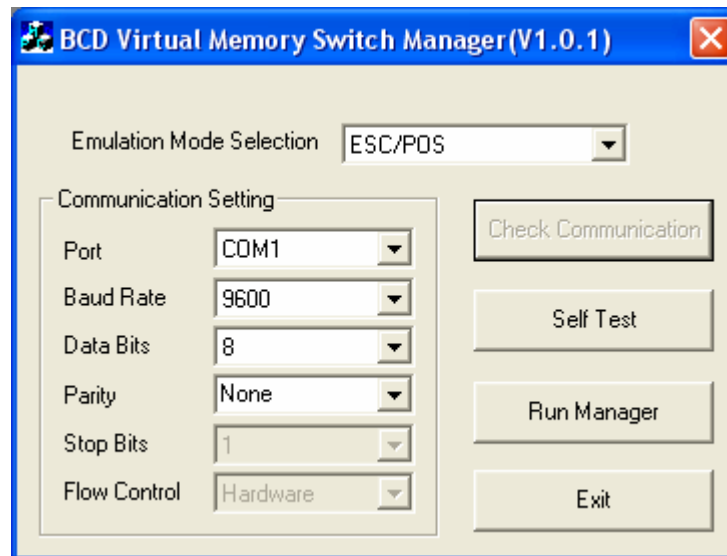 BCD Virtual Memory Switch Manager(V1.0.1)
Emulation Mode Selection ESC/POS
Communication Setting
Port COM1
Baud Rate 9600
Data Bits 8
Parity None
Stop Bits 1
Flow Control Hardware
Check Communication
Self Test
Run Manager
Exit